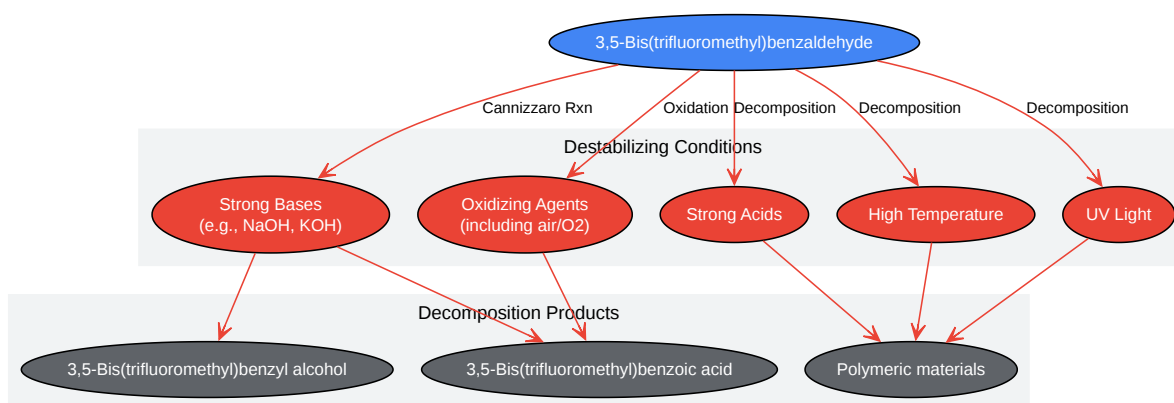 3,5-Bis(trifluoromethyl)benzaldehyde
Cannizzaro Rxn
Oxidation
Decomposition
Decomposition
Decomposition
Destabilizing Conditions
Strong Bases
(e.g., NaOH, KOH)
Oxidizing Agents
(including air/O2)
Strong Acids
High Temperature
UV Light
Decomposition Products
3,5-Bis(trifluoromethyl)benzyl alcohol
3,5-Bis(trifluoromethyl)benzoic acid
Polymeric materials